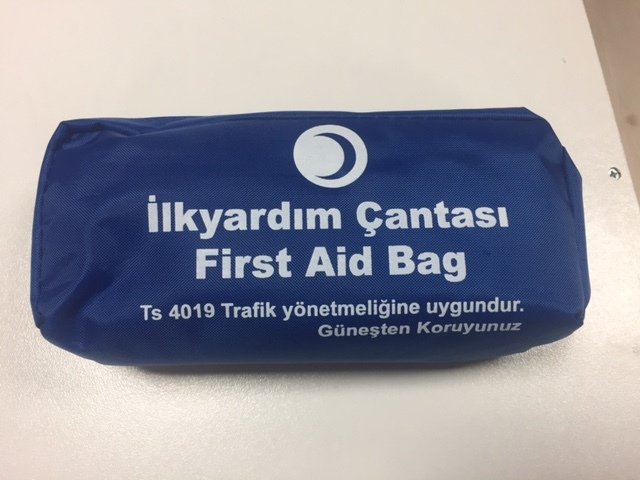 İlkyardım Çantası
First Aid Bag
Ts 4019 Trafik yönetmeliğine uygundur.
Güneşten Koruyunuz